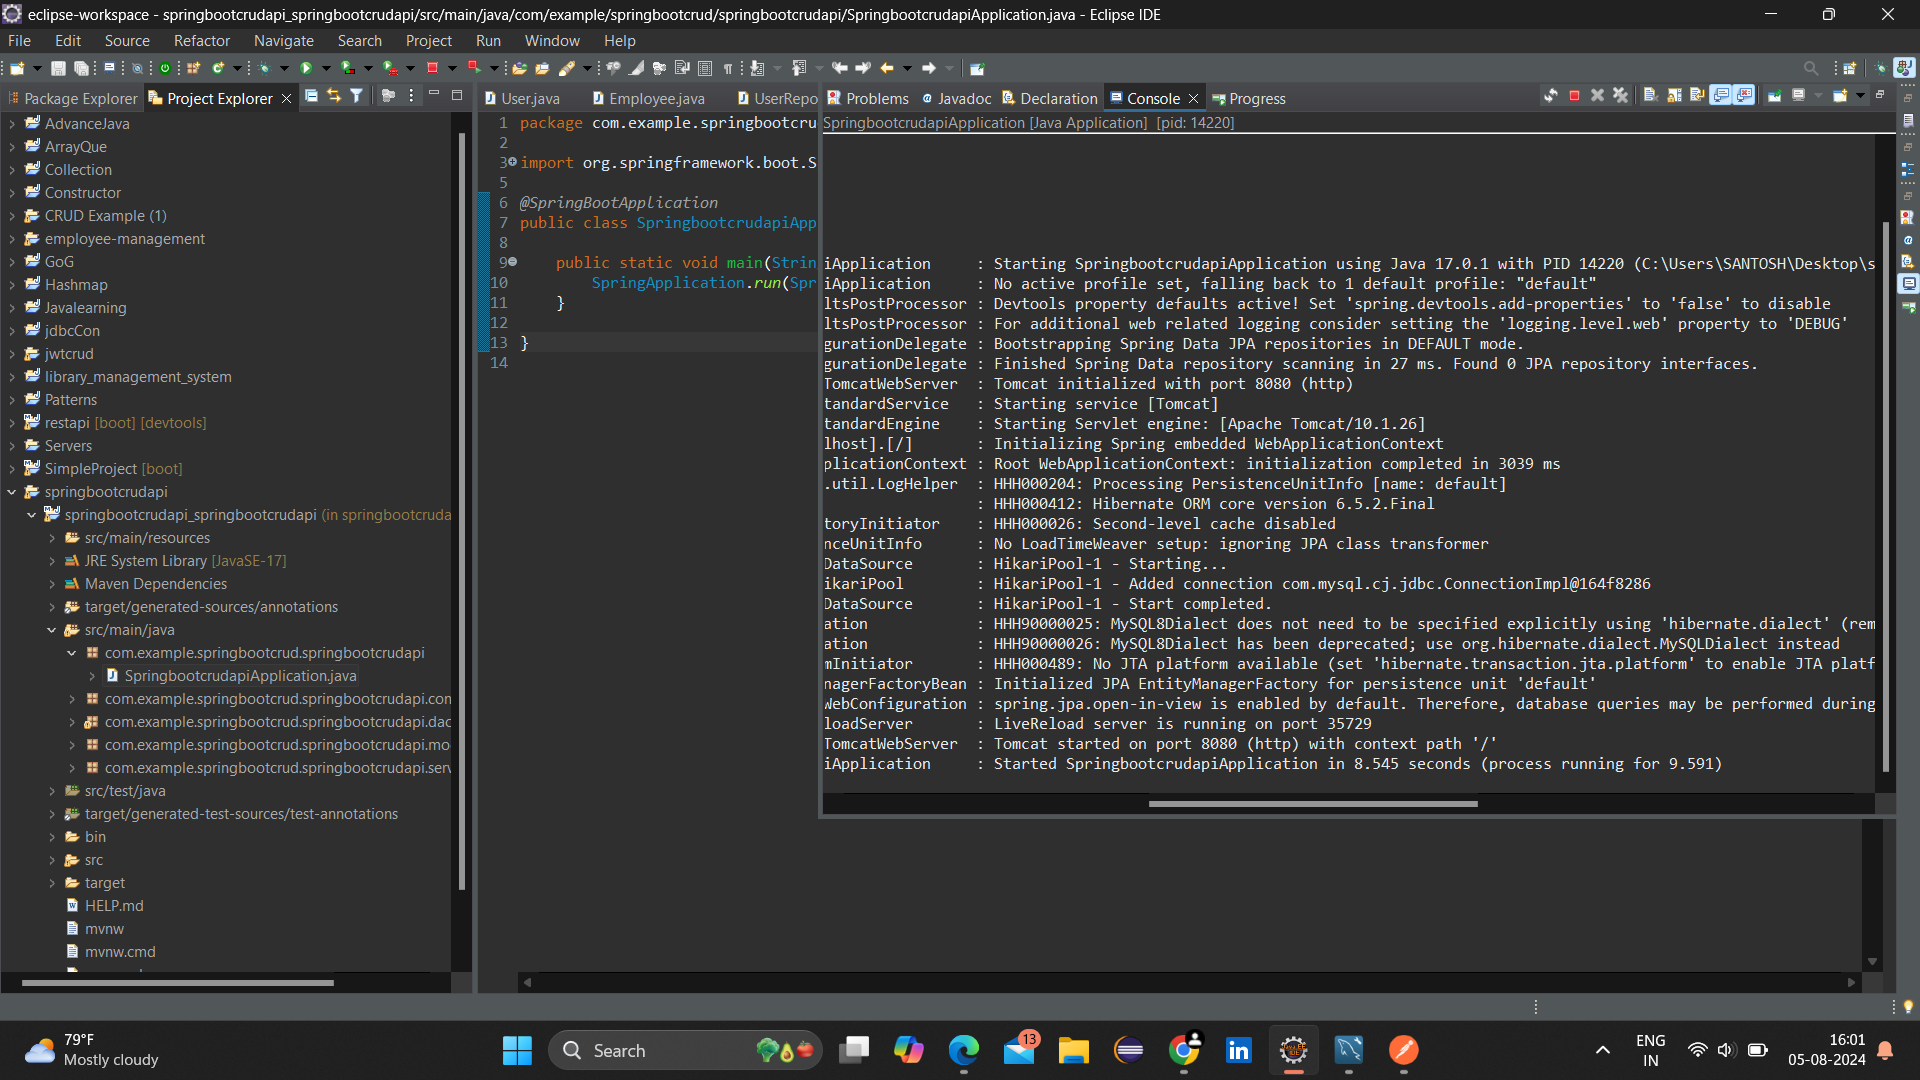 eclipse-workspace - springbootcrudapi_springbootcrudapi/src/main/java/com/example/springbootcrud/springbootcrudapi/SpringbootcrudapiApplication.java - Eclipse IDE
File Edit Source Refactor Navigate Search Project Run Window Help
Package Explorer Project Explorer
AdvanceJava
ArrayQue
Collection
Constructor
CRUD Example (1)
employee-management
GoG
Hashmap
Javalearning
jdbcCon
jwtcrud
library_management_system
Patterns
restapi [boot] [devtools]
Servers
SimpleProject [boot]
springbootcrudapi
springbootcrudapi_springbootcrudapi (in springbootcruda
src/main/resources
JRE System Library [JavaSE-17]
Maven Dependencies
target/generated-sources/annotations
src/main/java
com.example.springbootcrud.springbootcrudapi
SpringbootcrudapiApplication.java
com.example.springbootcrud.springbootcrudapi.con
com.example.springbootcrud.springbootcrudapi.dac
com.example.springbootcrud.springbootcrudapi.mo
com.example.springbootcrud.springbootcrudapi.serv
src/test/java
target/generated-test-sources/test-annotations
bin
src
target
HELP.md
mvnw
mvnw.cmd
User.java Employee.java UserRepo
1 package com.example.springbootcru
2
3 import org.springframework.boot.S
5
6 @SpringBootApplication
7 public class SpringbootcrudapiApp
8
9 public static void main(Strin
10 SpringApplication.run(Spr
11 }
12
13 }
14
Problems Javadoc Declaration Console Progress
SpringbootcrudapiApplication [Java Application] [pid: 14220]
iApplication : Starting SpringbootcrudapiApplication using Java 17.0.1 with PID 14220 (C:\Users\SANTOSH\Desktop\s
iApplication : No active profile set, falling back to 1 default profile: "default"
ltsPostProcessor : Devtools property defaults active! Set 'spring.devtools.add-properties' to 'false' to disable
ltsPostProcessor : For additional web related logging consider setting the 'logging.level.web' property to 'DEBUG'
gurationDelegate : Bootstrapping Spring Data JPA repositories in DEFAULT mode.
gurationDelegate : Finished Spring Data repository scanning in 27 ms. Found 0 JPA repository interfaces.
TomcatWebServer : Tomcat initialized with port 8080 (http)
tandardService : Starting service [Tomcat]
tandardEngine : Starting Servlet engine: [Apache Tomcat/10.1.26]
lhost].[/] : Initializing Spring embedded WebApplicationContext
plicationContext : Root WebApplicationContext: initialization completed in 3039 ms
.util.LogHelper : HHH000204: Processing PersistenceUnitInfo [name: default]
: HHH000412: Hibernate ORM core version 6.5.2.Final
toryInitiator : HHH000026: Second-level cache disabled
nceUnitInfo : No LoadTimeWeaver setup: ignoring JPA class transformer
DataSource : HikariPool-1 - Starting...
ikariPool : HikariPool-1 - Added connection com.mysql.cj.jdbc.ConnectionImpl@164f8286
DataSource : HikariPool-1 - Start completed.
ation : HHH90000025: MySQL8Dialect does not need to be specified explicitly using 'hibernate.dialect' (rem
ation : HHH90000026: MySQL8Dialect has been deprecated; use org.hibernate.dialect.MySQLDialect instead
mInitiator : HHH000489: No JTA platform available (set 'hibernate.transaction.jta.platform' to enable JTA platf
nagerFactoryBean : Initialized JPA EntityManagerFactory for persistence unit 'default'
WebConfiguration : spring.jpa.open-in-view is enabled by default. Therefore, database queries may be performed during
loadServer : LiveReload server is running on port 35729
TomcatWebServer : Tomcat started on port 8080 (http) with context path '/'
iApplication : Started SpringbootcrudapiApplication in 8.545 seconds (process running for 9.591)
79°F
Mostly cloudy
Search
13
ENG
IN
16:01
05-08-2024